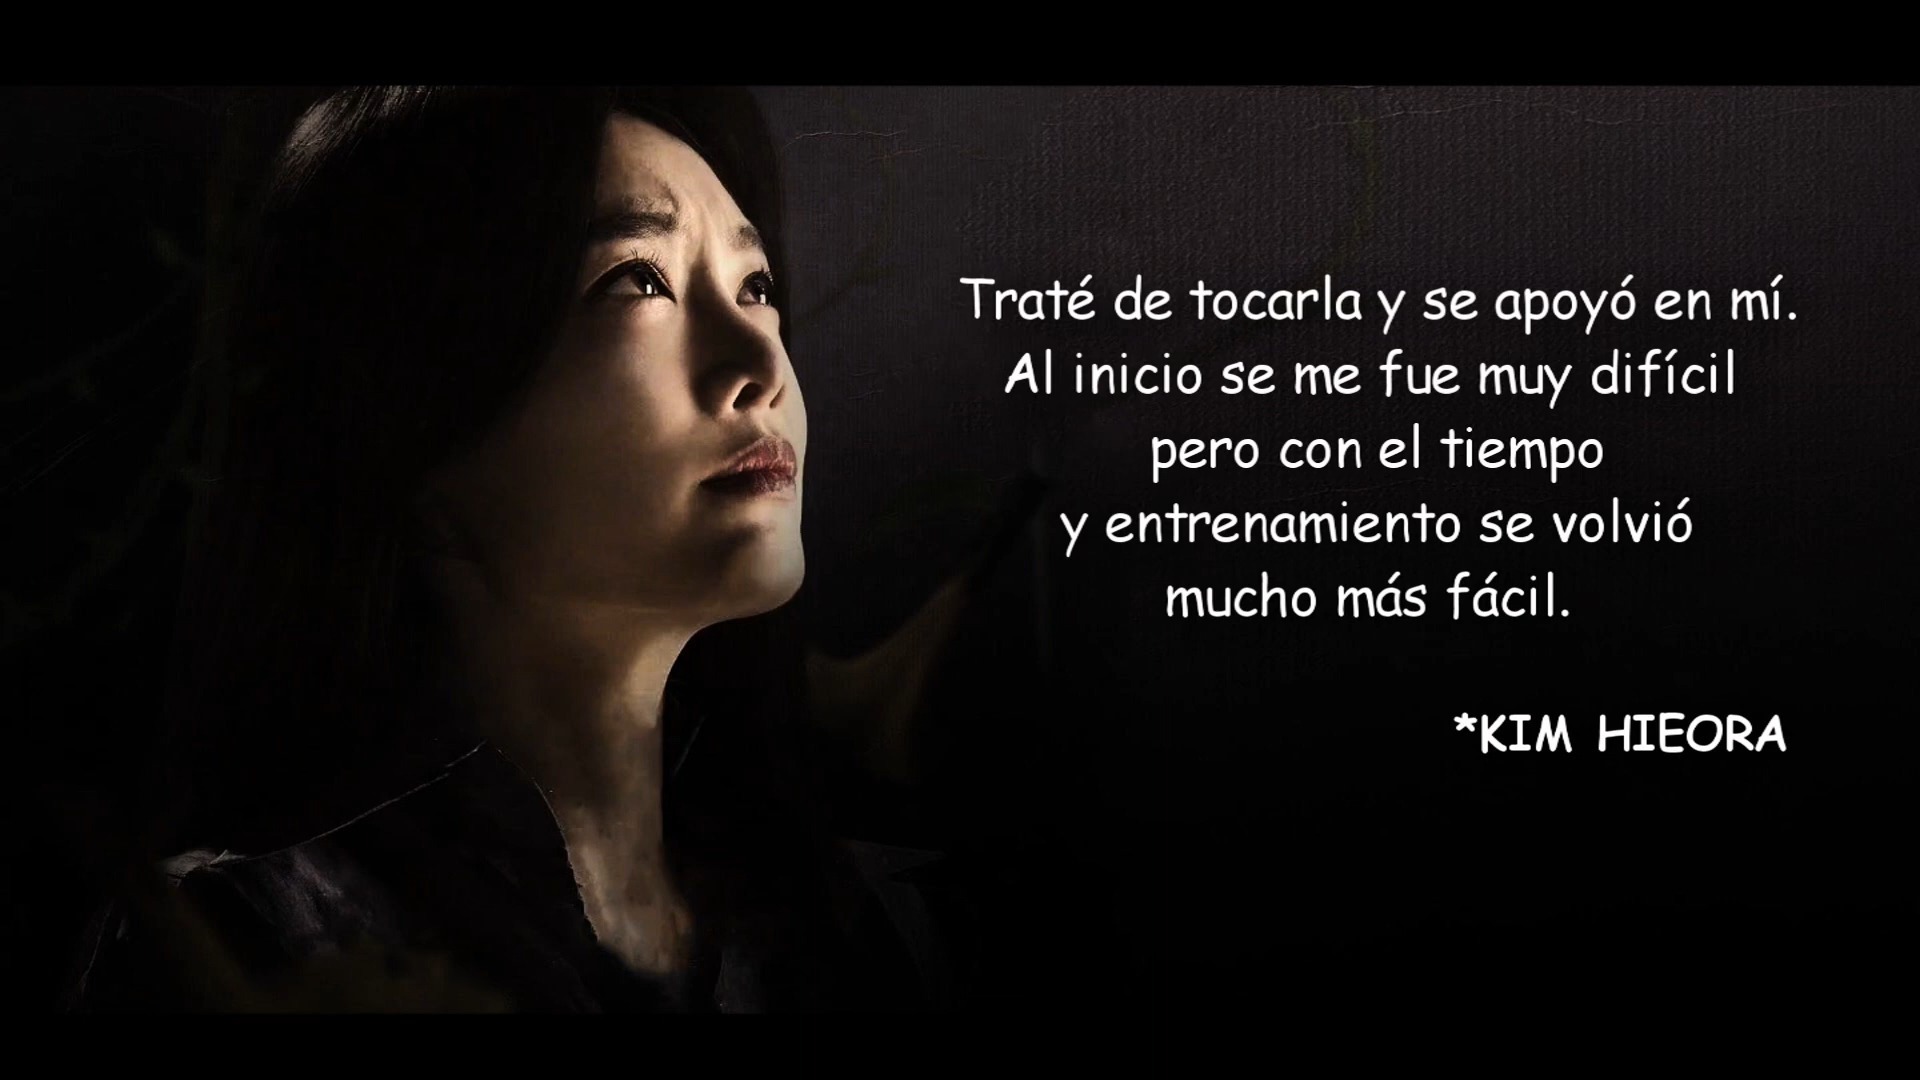 Traté de tocarla y se apoyó en mí.
Al inicio se me fue muy difícil
pero con el tiempo
y entrenamiento se volvió
mucho más fácil.
*KIM HIEORA